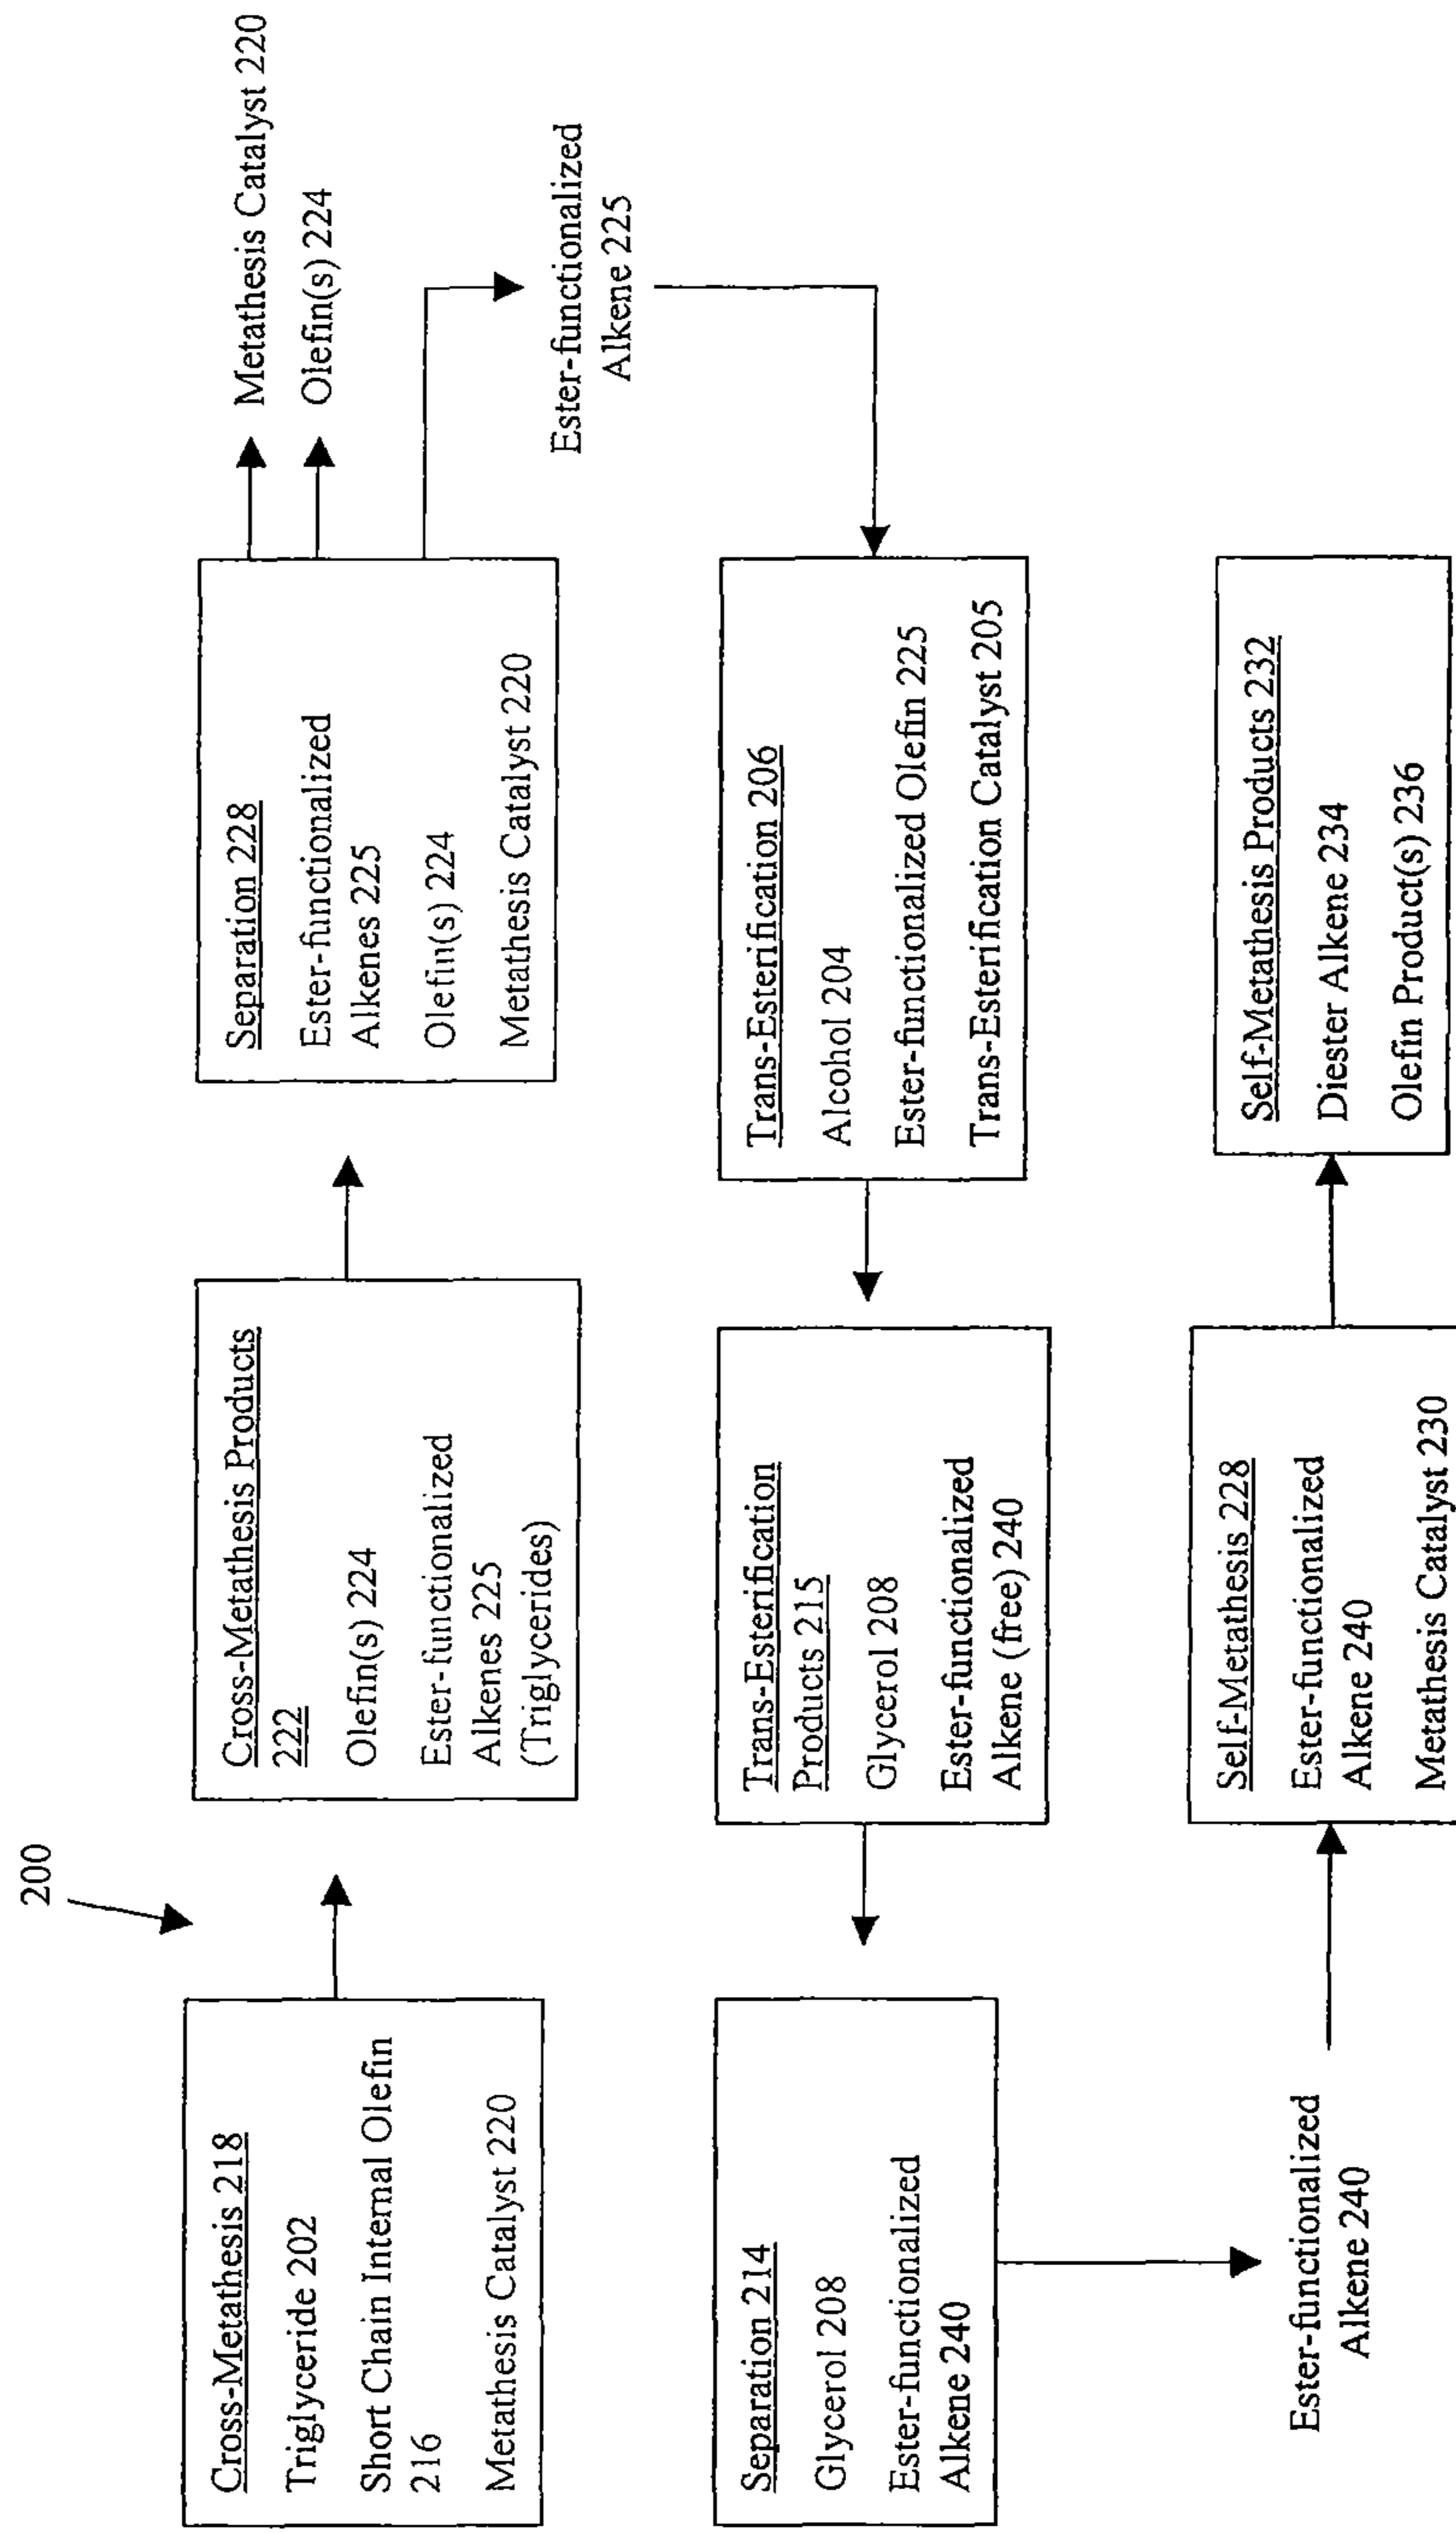 200
Cross-Metathesis 218
Triglyceride 202
Short Chain Internal Olefin
216
Metathesis Catalyst 220
Cross-Metathesis Products
222
Olefin(s) 224
Ester-functionalized
Alkenes 225
(Triglycerides)
Separation 228
Ester-functionalized
Alkenes 225
Olefin(s) 224
Metathesis Catalyst 220
Metathesis Catalyst 220
Olefin(s) 224
Ester-functionalized
Alkene 225
Trans-Esterification 206
Alcohol 204
Ester-functionalized Olefin 225
Trans-Esterification Catalyst 205
Trans-Esterification
Products 215
Glycerol 208
Ester-functionalized
Alkene (free) 240
Separation 214
Glycerol 208
Ester-functionalized
Alkene 240
Ester-functionalized
Alkene 240
Self-Metathesis 228
Ester-functionalized
Alkene 240
Metathesis Catalyst 230
Self-Metathesis Products 232
Diester Alkene 234
Olefin Product(s) 236